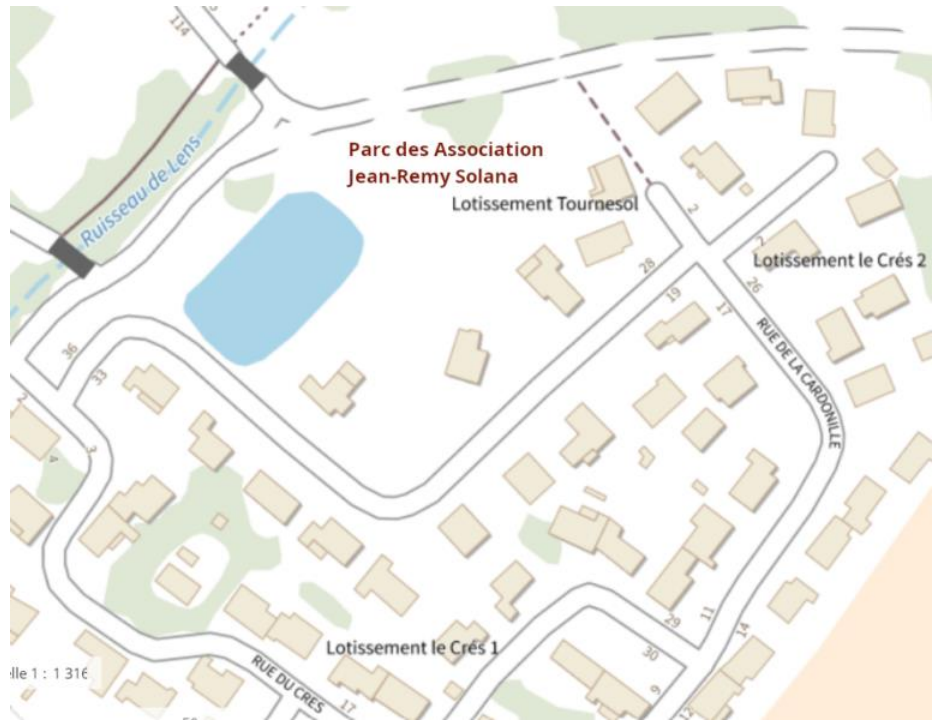 114
Ruisseau de Lens
Parc des Association
Jean-Remy Solana
Lotissement Tournesol
2
2
28
Lotissement le Crés 2
26
19
17
RUE DE LA CARDONILLE
36
33
2
3
4
11
29
14
30
Lotissement le Crés 1
9
RUE DU CRES
17
12
elle 1 : 1 316